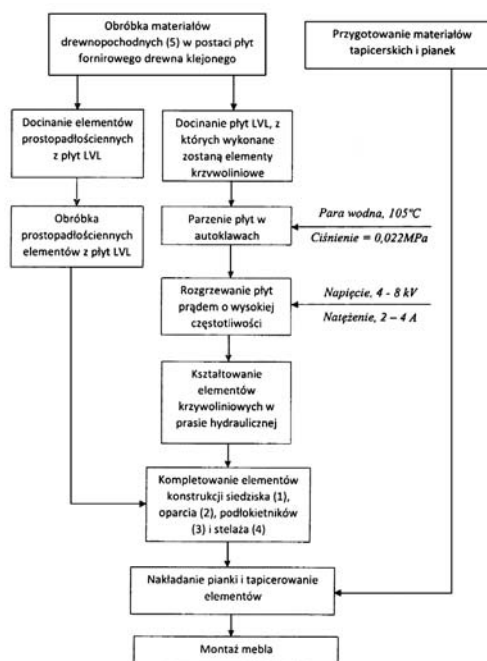 Obróbka materiałów
drewnopochodnych (5) w postaci płyt
fornirowego drewna klejonego
Przygotowanie materiałów
tapicerskich i pianek
Docinanie elementów
prostopadłościennych
z płyt LVL
Docinanie płyt LVL, z
których wykonane
zostaną elementy
krzywoliniowe
Obróbka
prostopadłościennych
elementów z płyt LVL
Parzenie płyt w
autoklawach
Para wodna, 105°C
Ciśnienie = 0,022MPa
Rozgrzewanie płyt
prądem o wysokiej
częstotliwości
Napięcie, 4 - 8 kV
Natężenie, 2 – 4 A
Kształtowanie
elementów
krzywoliniowych w
prasie hydraulicznej
Kompletowanie elementów
konstrukcji siedziska (1),
oparcia (2), podłokietników
(3) i stelaża (4)
Nakładanie pianki i tapicerowanie
elementów
Montaż mebla